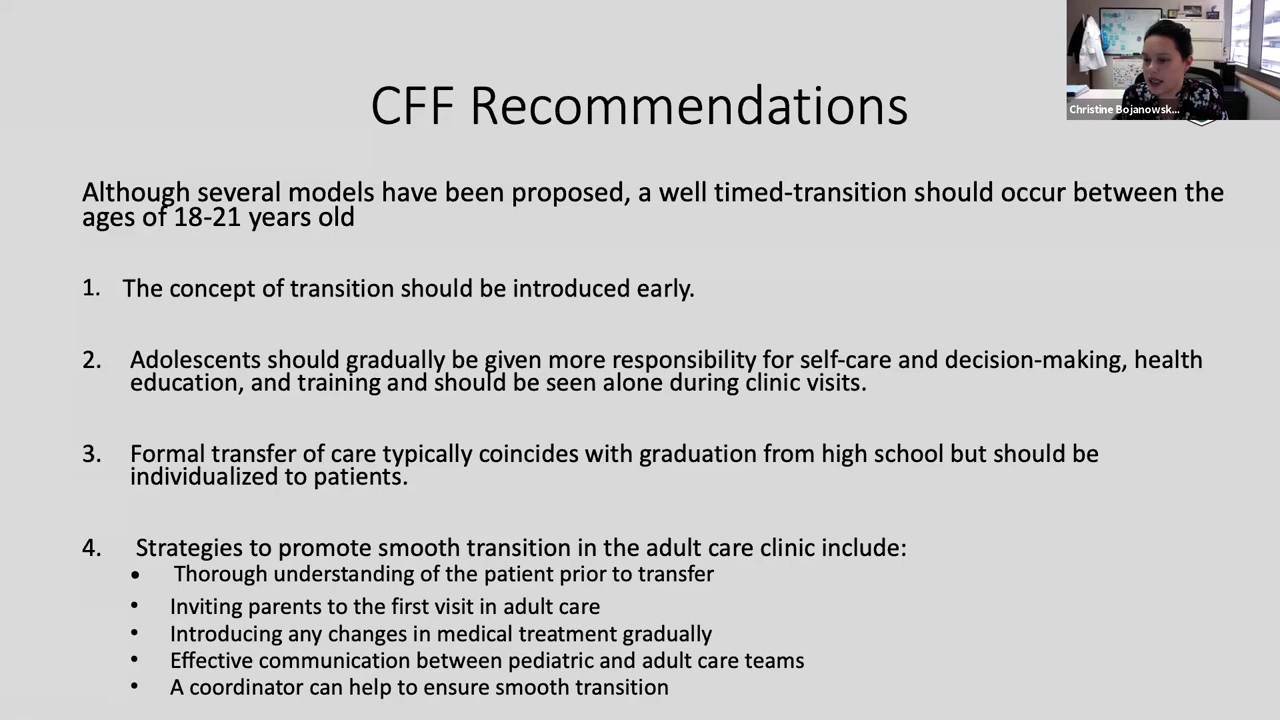 CFF Recommendations
Christine Bojanowsk...
Although several models have been proposed, a well timed-transition should occur between the
ages of 18-21 years old
1. The concept of transition should be introduced early.
2. Adolescents should gradually be given more responsibility for self-care and decision-making, health
education, and training and should be seen alone during clinic visits.
3. Formal transfer of care typically coincides with graduation from high school but should be
individualized to patients.
4. Strategies to promote smooth transition in the adult care clinic include:
• Thorough understanding of the patient prior to transfer
• Inviting parents to the first visit in adult care
• Introducing any changes in medical treatment gradually
• Effective communication between pediatric and adult care teams
• A coordinator can help to ensure smooth transition